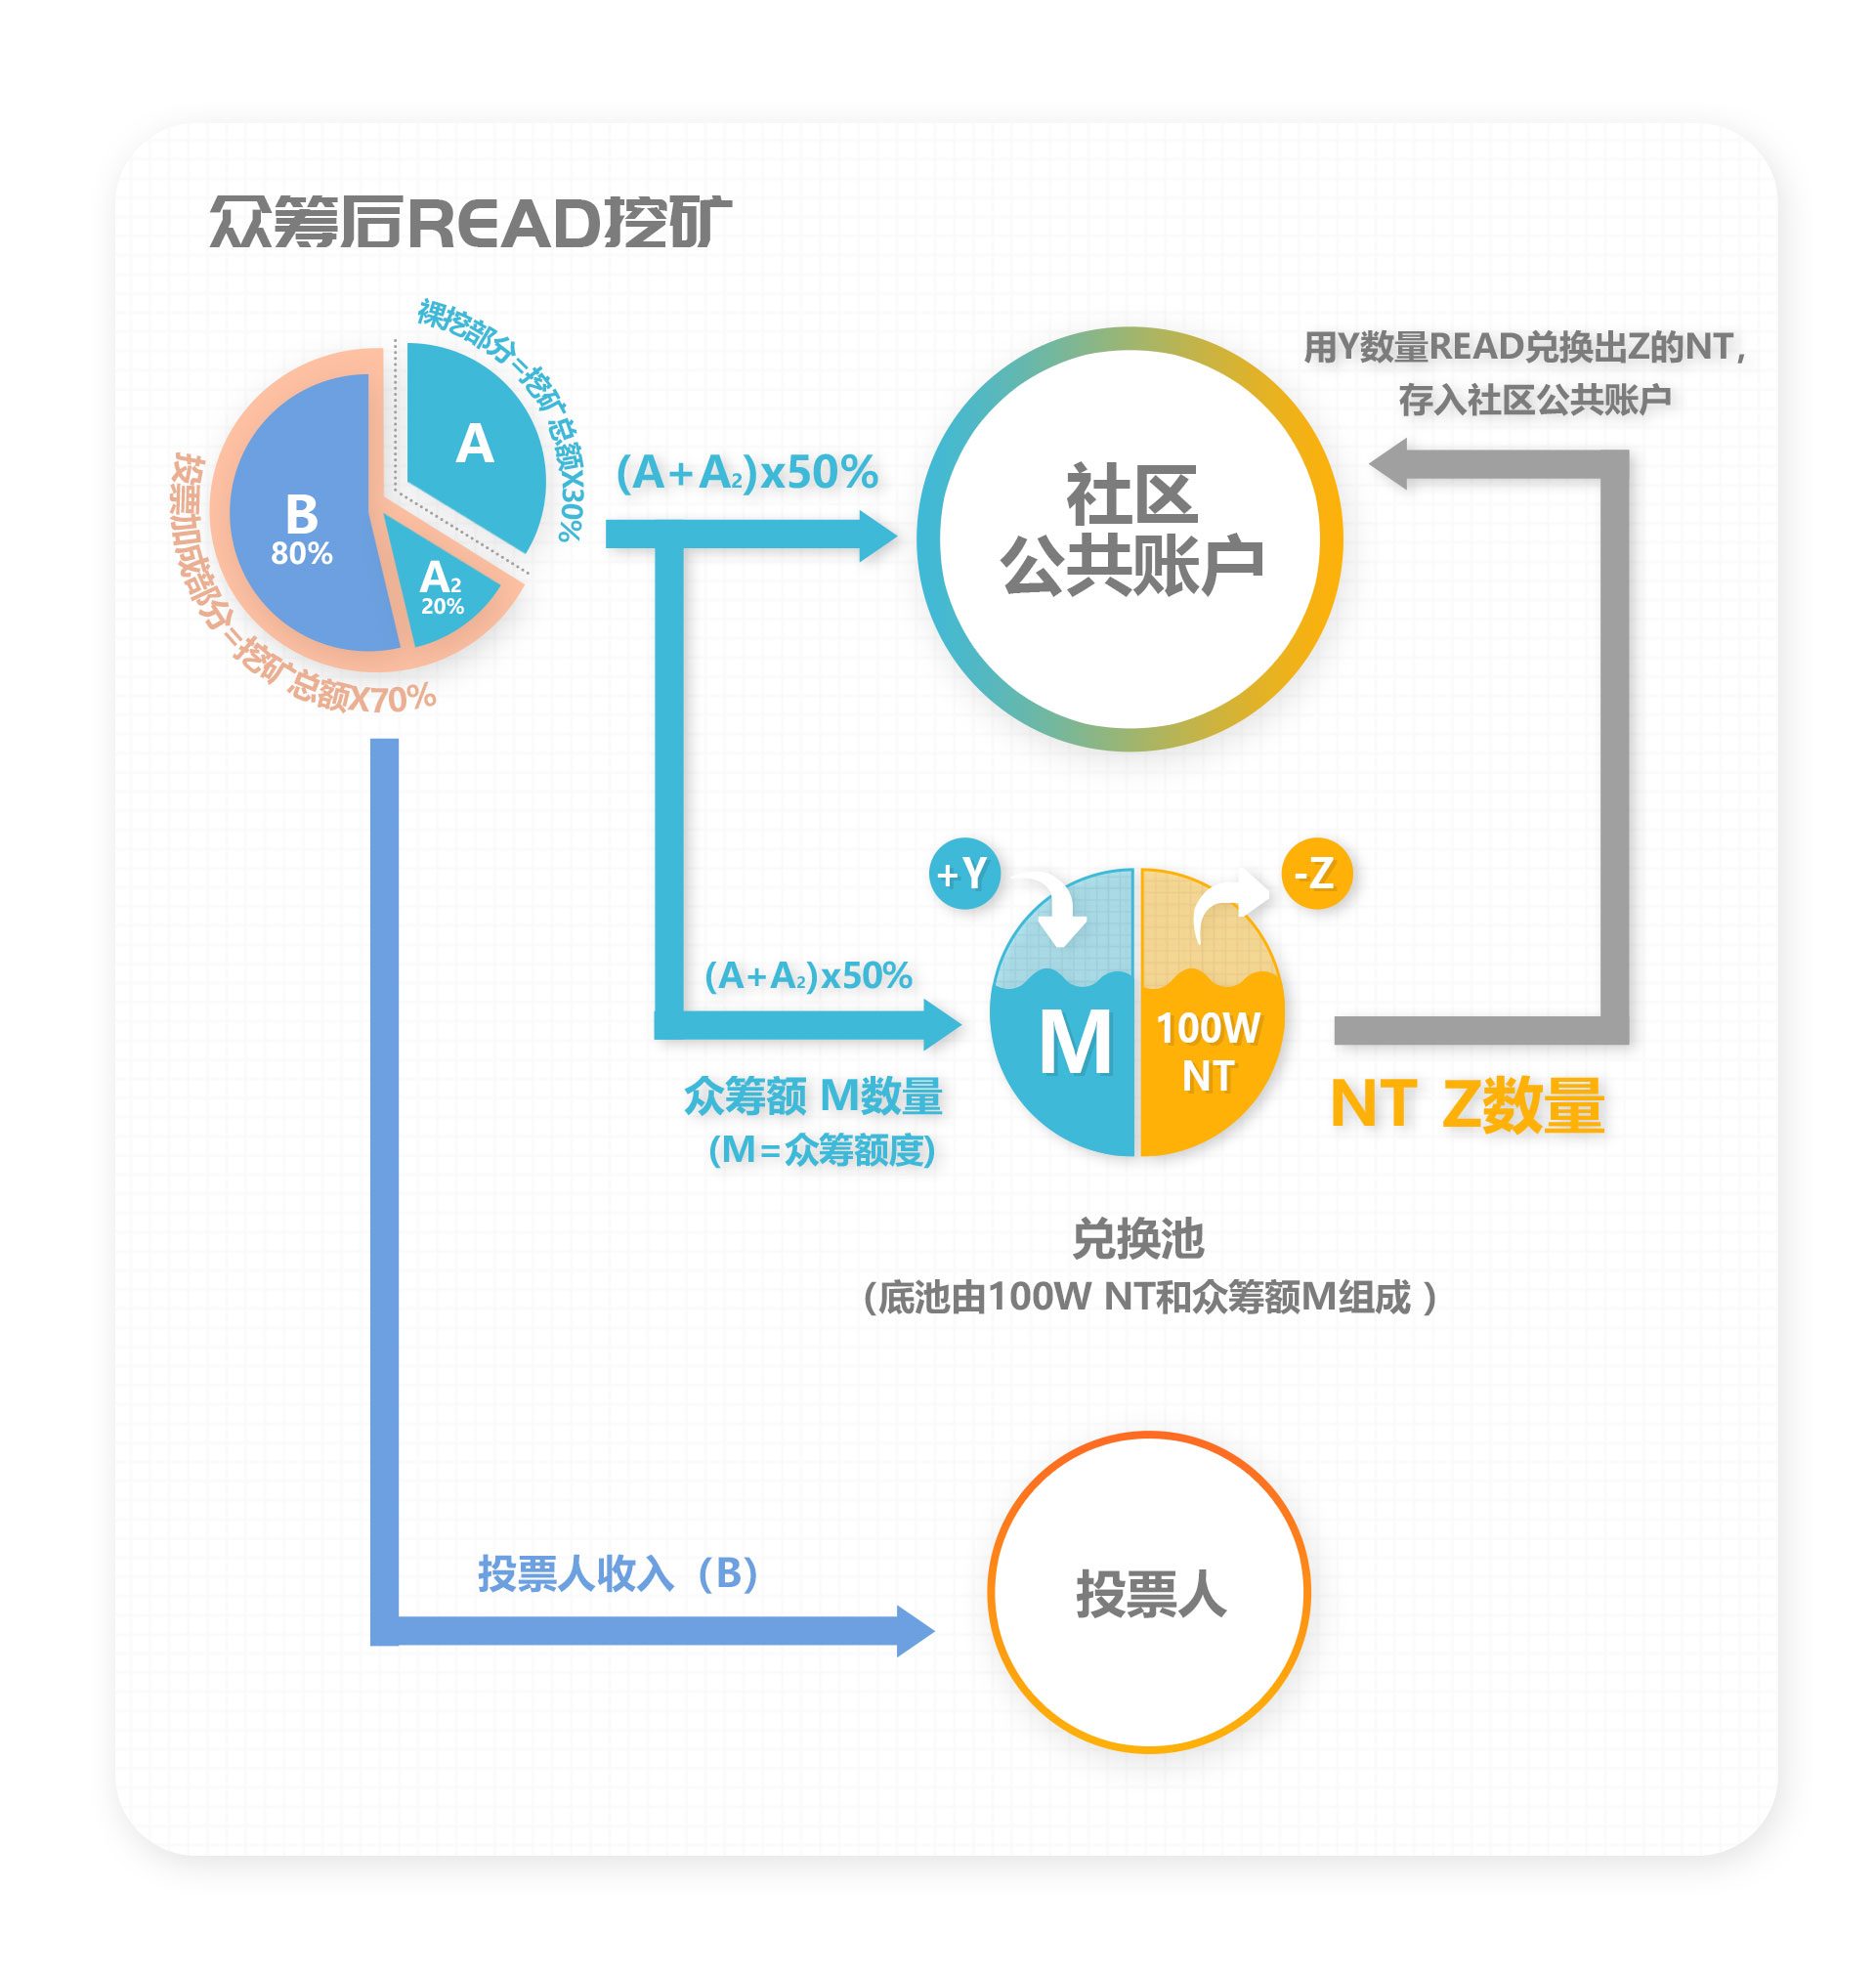 众筹后READ挖矿
裸挖部分=挖矿总额X30%
A
B
80%
A2
20%
投票加成部分=挖矿总额X70%
(A+A2)x50%
社区
公共账户
用Y数量READ兑换出Z的NT,
存入社区公共账户
+Y
-Z
(A+A2)x50%
M
100W
NT
众筹额 M数量
(M=众筹额度)
NT Z数量
兑换池
（底池由100W NT和众筹额M组成 ）
投票人收入（B）
投票人